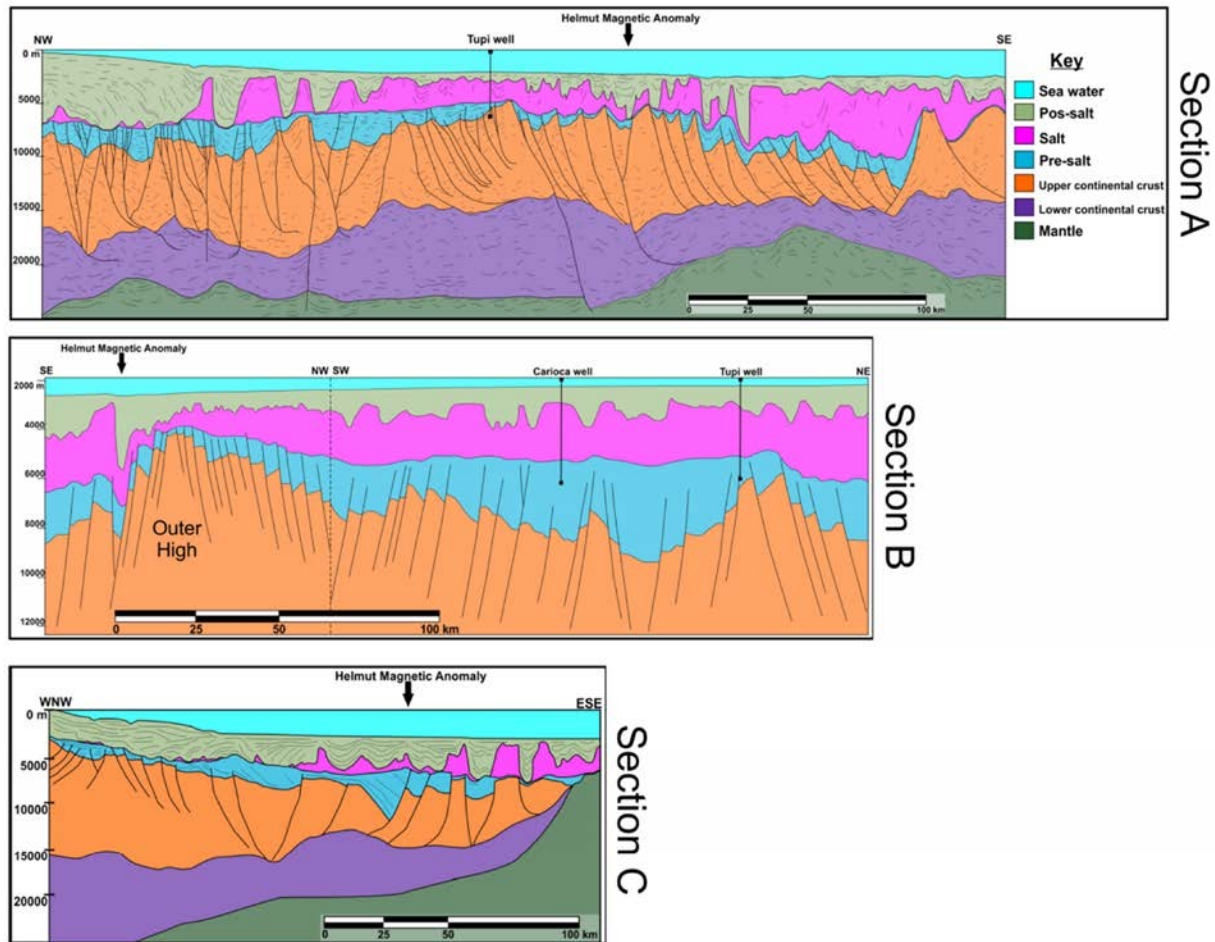 Helmut Magnetic Anomaly
NW
Tupi well
SE
0 m
5000
10000
15000
20000
0 25 50 100 km
Key
Sea water
Pos-salt
Salt
Pre-salt
Upper continental crust
Lower continental crust
Mantle
Section A
Helmut Magnetic Anomaly
SE
NW SW
Carioca well
Tupi well
NE
2000 m
4000
6000
8000
10000
12000
Outer
High
0 25 50 100 km
Section B
Helmut Magnetic Anomaly
WNW
ESE
0 m
5000
10000
15000
20000
0 25 50 100 km
Section C